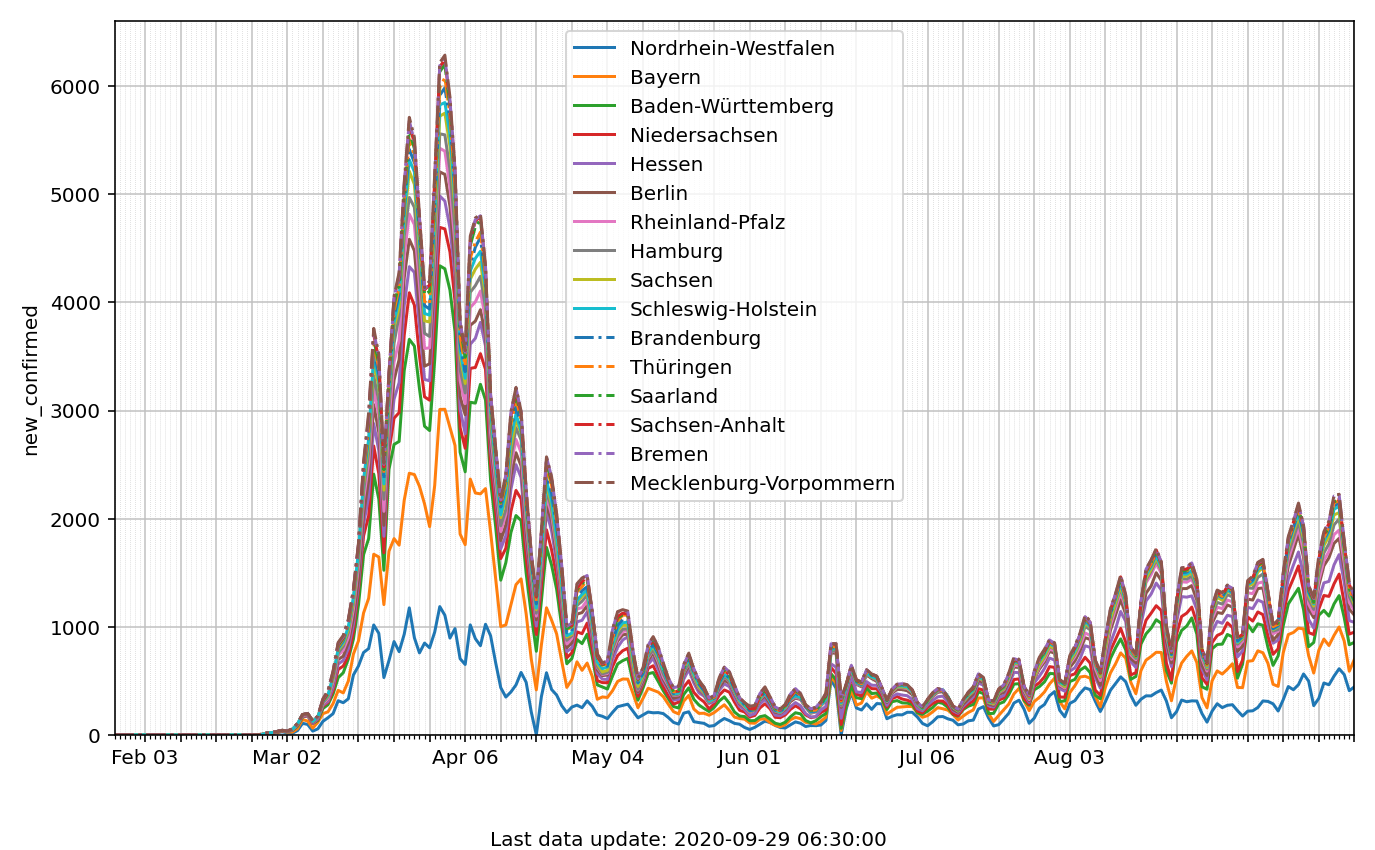 6000
5000
4000
3000
2000
1000
0
new_confirmed
Nordrhein-Westfalen
Bayern
Baden-Württemberg
Niedersachsen
Hessen
Berlin
Rheinland-Pfalz
Hamburg
Sachsen
Schleswig-Holstein
Brandenburg
Thüringen
Saarland
Sachsen-Anhalt
Bremen
Mecklenburg-Vorpommern
Feb 03 Mar 02 Apr 06 May 04 Jun 01 Jul 06 Aug 03
Last data update: 2020-09-29 06:30:00